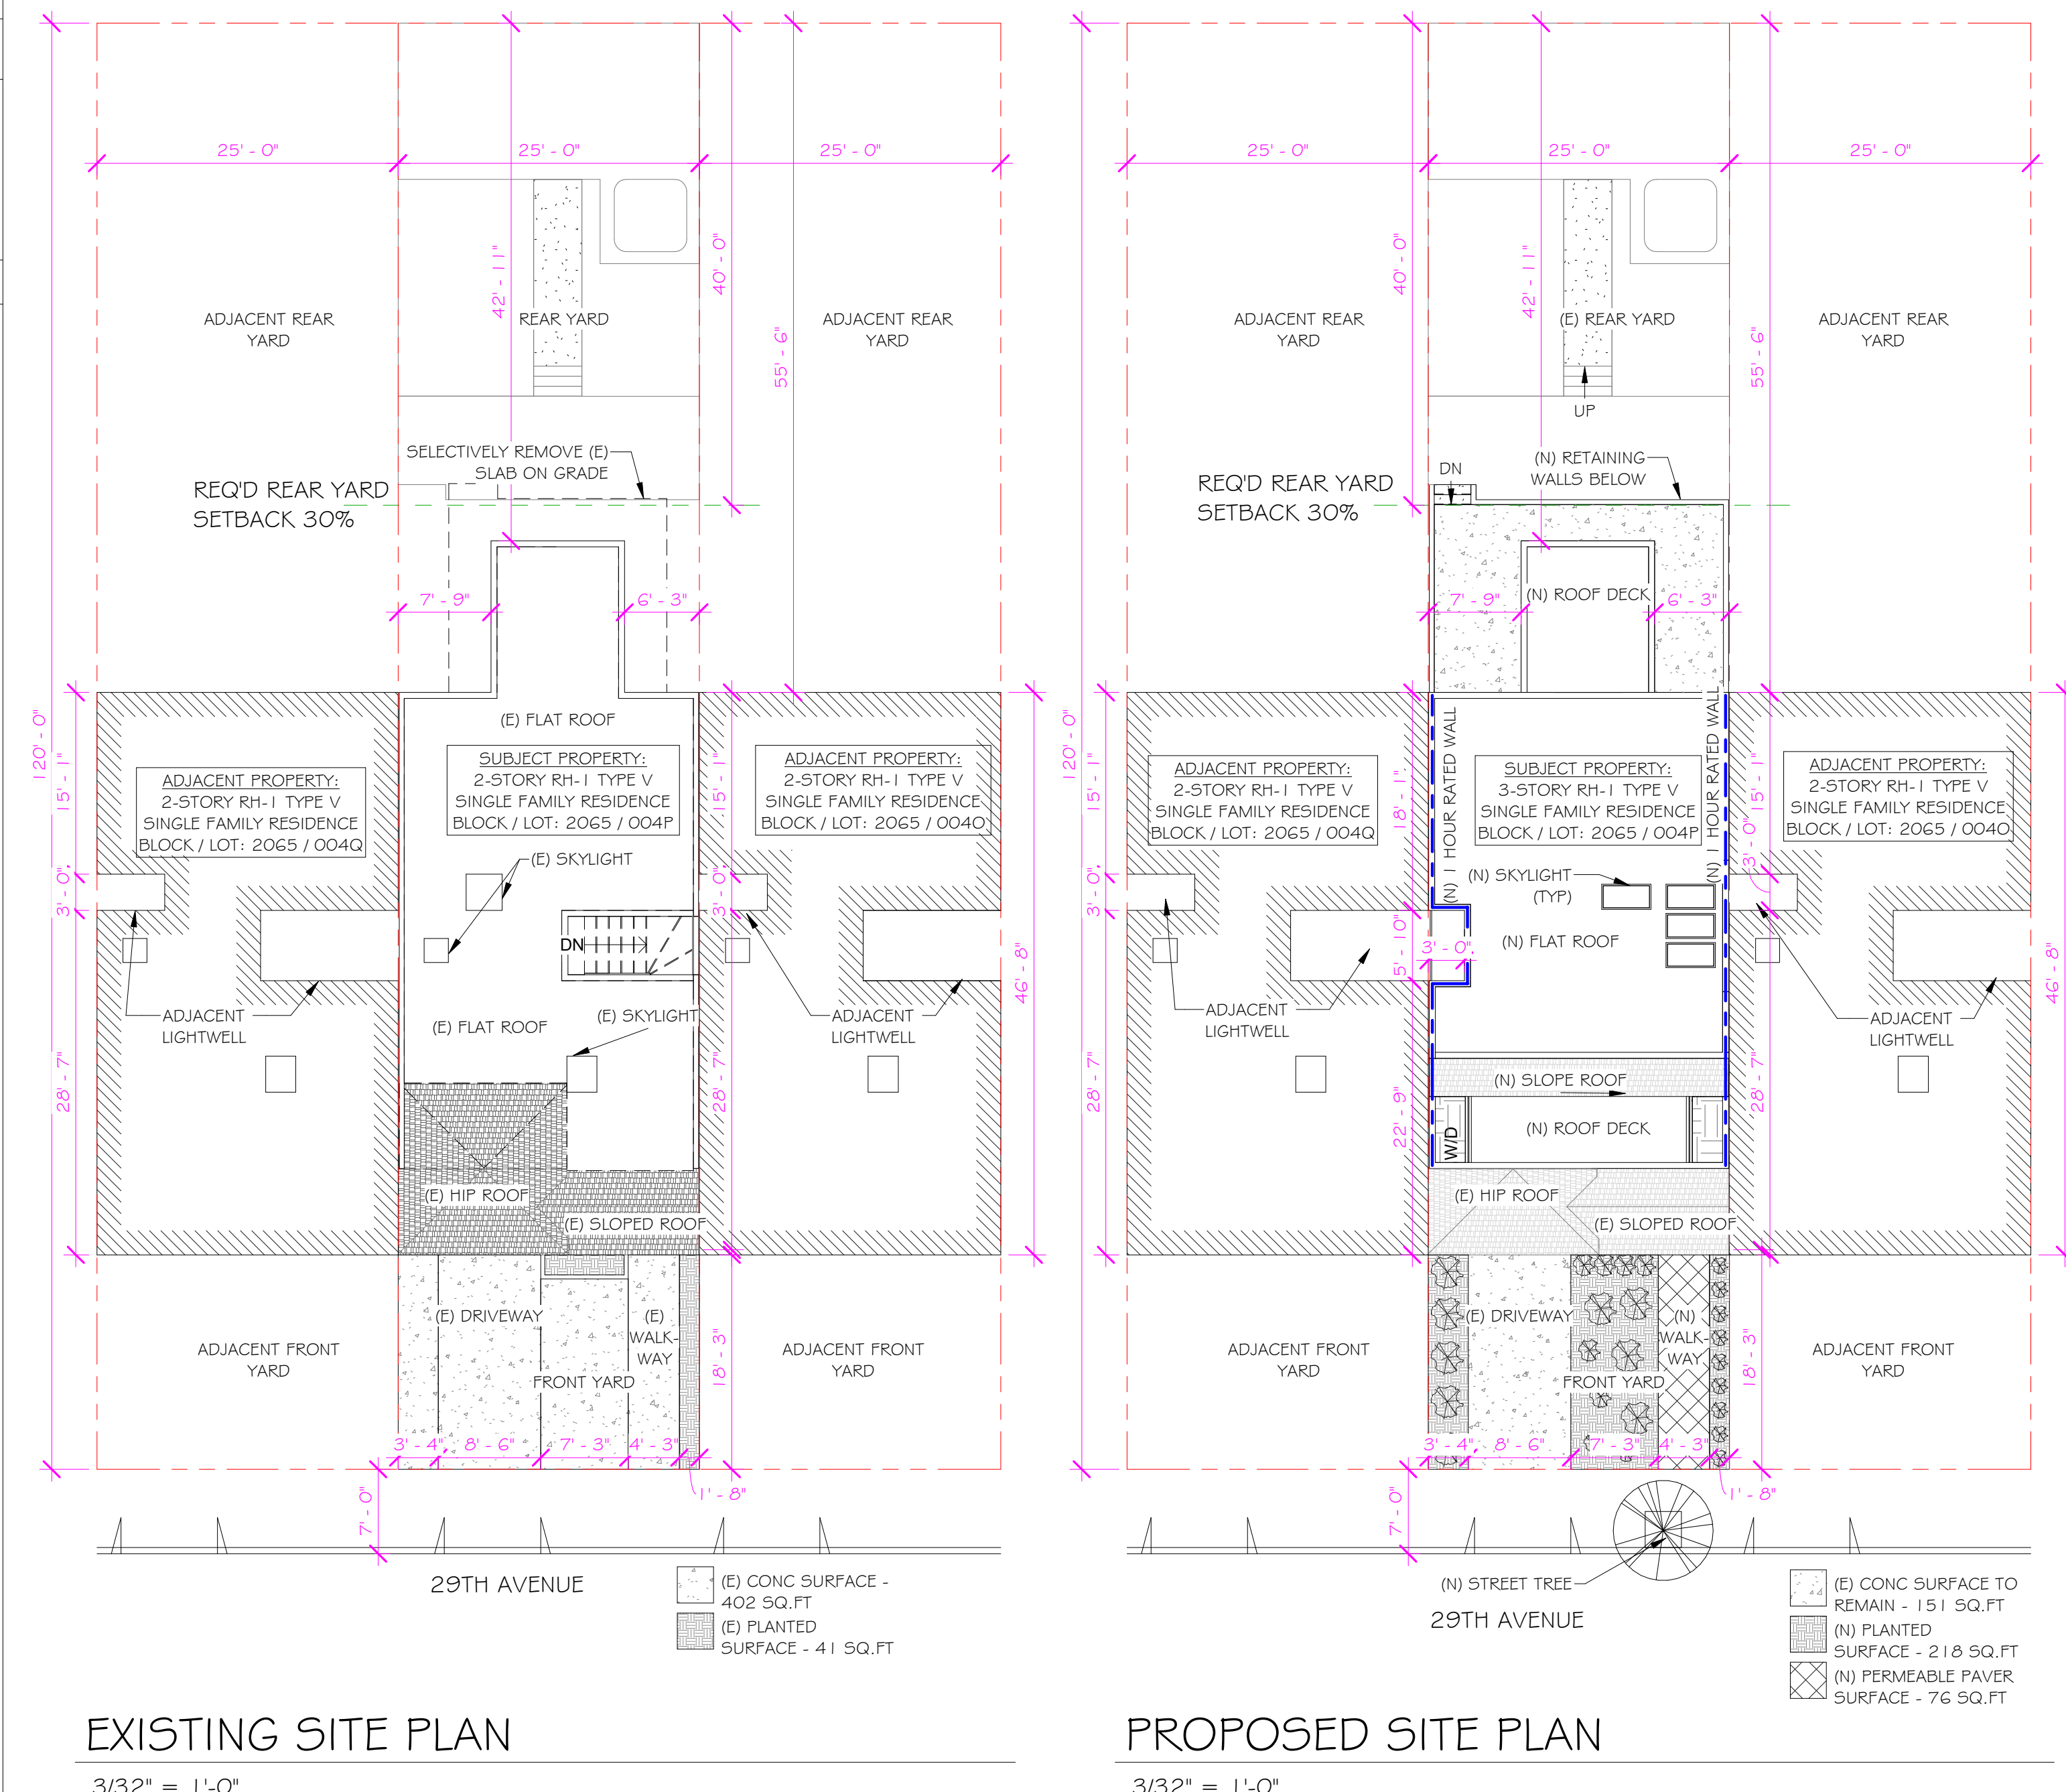 25' - 0"
25' - 0"
25' - 0"
42' - 11"
40' - 0"
55' - 6"
ADJACENT REAR
YARD
REAR YARD
ADJACENT REAR
YARD
SELECTIVELY REMOVE (E)
SLAB ON GRADE
REQ'D REAR YARD
SETBACK 30%
7' - 9"
6' - 3"
120' - 0"
15' - 1"
3' - 0"
28' - 7"
(E) FLAT ROOF
ADJACENT PROPERTY:
2-STORY RH-1 TYPE V
SINGLE FAMILY RESIDENCE
BLOCK / LOT: 2065 / 004Q
SUBJECT PROPERTY:
2-STORY RH-1 TYPE V
SINGLE FAMILY RESIDENCE
BLOCK / LOT: 2065 / 004P
15' - 1"
3' - 0"
28' - 7"
18' - 3"
ADJACENT PROPERTY:
2-STORY RH-1 TYPE V
SINGLE FAMILY RESIDENCE
BLOCK / LOT: 2065 / 004O
46' - 8"
(E) SKYLIGHT
DN
ADJACENT
LIGHTWELL
(E) FLAT ROOF
(E) SKYLIGHT
ADJACENT
LIGHTWELL
(E) HIP ROOF
(E) SLOPED ROOF
(E) DRIVEWAY
(E)
WALK-
WAY
ADJACENT FRONT
YARD
FRONT YARD
ADJACENT FRONT
YARD
3' - 4"
8' - 6"
7' - 3"
4' - 3"
1' - 8"
7' - 0"
29TH AVENUE
(E) CONC SURFACE -
402 SQ.FT
(E) PLANTED
SURFACE - 41 SQ.FT
EXISTING SITE PLAN
3/32" = 1'-0"
25' - 0"
25' - 0"
25' - 0"
40' - 0"
42' - 11"
55' - 6"
ADJACENT REAR
YARD
(E) REAR YARD
ADJACENT REAR
YARD
UP
DN
(N) RETAINING
WALLS BELOW
REQ'D REAR YARD
SETBACK 30%
7' - 9"
(N) ROOF DECK
6' - 3"
120' - 0"
15' - 1"
3' - 0"
28' - 7"
ADJACENT PROPERTY:
2-STORY RH-1 TYPE V
SINGLE FAMILY RESIDENCE
BLOCK / LOT: 2065 / 004Q
18' - 1"
5' - 10"
22' - 9"
(N) 1 HOUR RATED WALL
SUBJECT PROPERTY:
3-STORY RH-1 TYPE V
SINGLE FAMILY RESIDENCE
BLOCK / LOT: 2065 / 004P
(N) 1 HOUR RATED WALL
15' - 1"
3' - 0"
28' - 7"
18' - 3"
ADJACENT PROPERTY:
2-STORY RH-1 TYPE V
SINGLE FAMILY RESIDENCE
BLOCK / LOT: 2065 / 004O
46' - 8"
(N) SKYLIGHT
(TYP)
(N) FLAT ROOF
3' - 0"
ADJACENT
LIGHTWELL
ADJACENT
LIGHTWELL
(N) SLOPE ROOF
W/D
(N) ROOF DECK
(E) HIP ROOF
(E) SLOPED ROOF
(E) DRIVEWAY
(N)
WALK-
WAY
ADJACENT FRONT
YARD
FRONT YARD
ADJACENT FRONT
YARD
3' - 4"
8' - 6"
7' - 3"
4' - 3"
1' - 8"
7' - 0"
(N) STREET TREE
29TH AVENUE
(E) CONC SURFACE TO
REMAIN - 151 SQ.FT
(N) PLANTED
SURFACE - 218 SQ.FT
(N) PERMEABLE PAVER
SURFACE - 76 SQ.FT
PROPOSED SITE PLAN
3/32" = 1'-0"